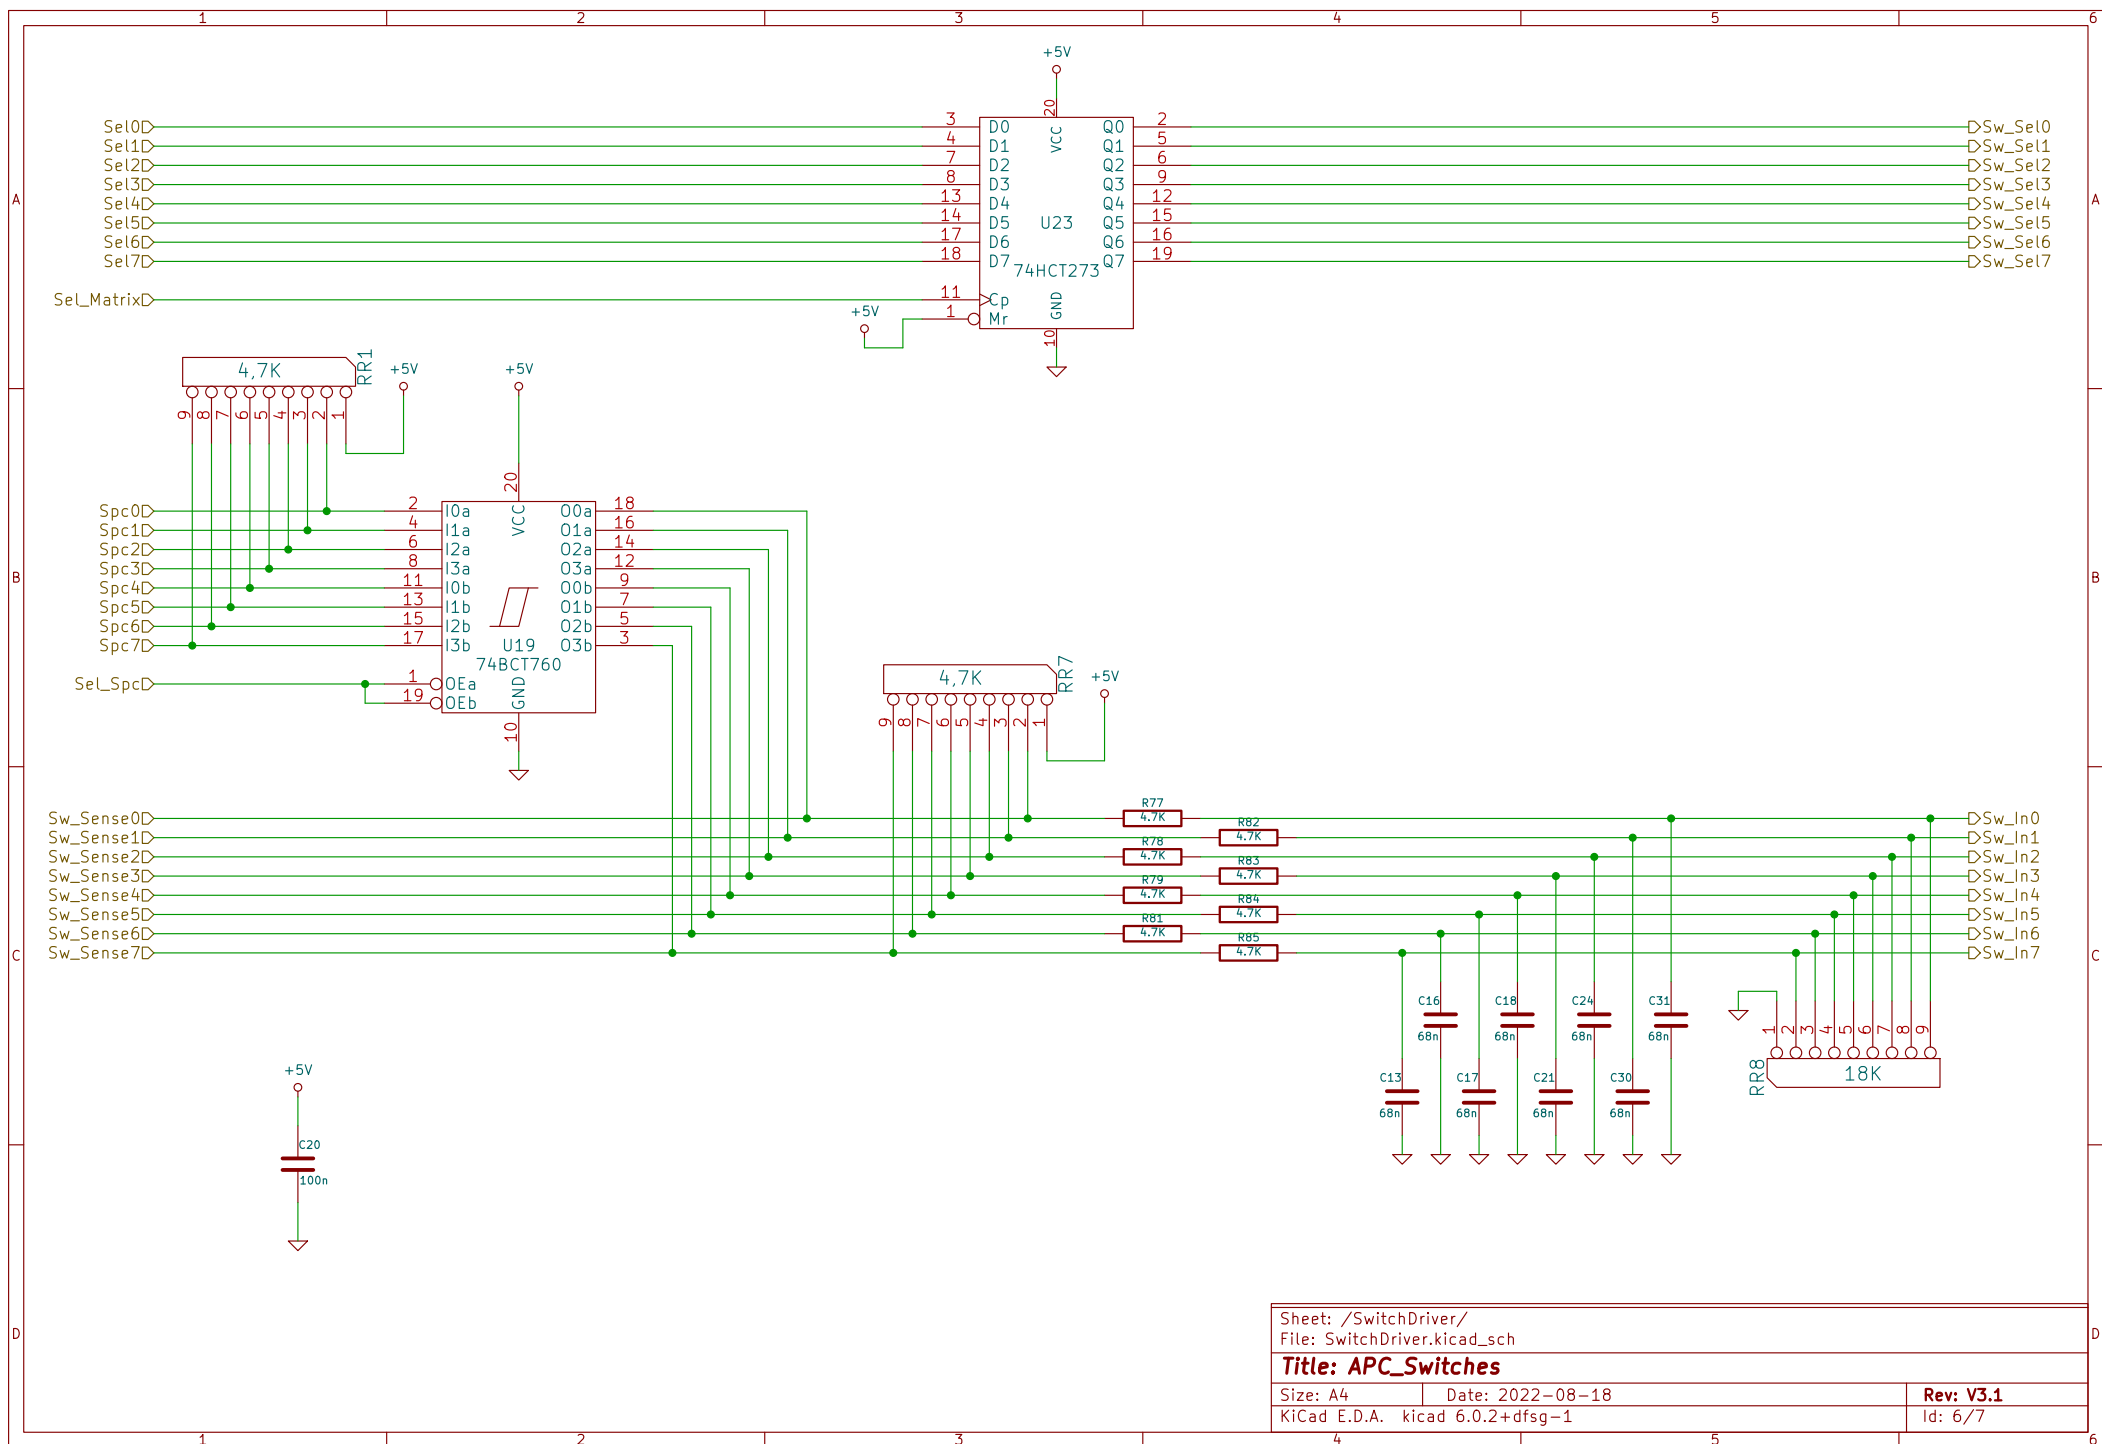 1 2 3 4 5 6
+5V
20
Sel0 3 D0 VCC Q0 2 Sw_Sel0
Sel1 4 D1 Q1 5 Sw_Sel1
Sel2 7 D2 Q2 6 Sw_Sel2
Sel3 8 D3 Q3 9 Sw_Sel3
A A
Sel4 13 D4 Q4 12 Sw_Sel4
Sel5 14 D5 U23 Q5 15 Sw_Sel5
Sel6 17 D6 Q6 16 Sw_Sel6
Sel7 18 D7 Q7 19 Sw_Sel7
74HCT273
Sel_Matrix 11 Cp GND
+5V 1 Mr
10
4,7K RR1 +5V +5V
9 8 7 6 5 4 3 2 1
20
Spc0 2 I0a VCC O0a 18
Spc1 4 I1a O1a 16
Spc2 6 I2a O2a 14
Spc3 8 I3a O3a 12
B B
Spc4 11 I0b O0b 9
Spc5 13 I1b O1b 7
Spc6 15 I2b O2b 5
Spc7 17 I3b U19 O3b 3
74BCT760
Sel_Spc 1 OEa GND
19 OEb
10
4,7K RR7 +5V
9 8 7 6 5 4 3 2 1
R77
Sw_Sense0 4.7K Sw_In0
R82
Sw_Sense1 4.7K Sw_In1
R78
Sw_Sense2 4.7K Sw_In2
R83
Sw_Sense3 4.7K Sw_In3
R79
Sw_Sense4 4.7K Sw_In4
R84
Sw_Sense5 4.7K Sw_In5
R81
Sw_Sense6 4.7K Sw_In6
R85
Sw_Sense7 4.7K Sw_In7
C C
C16 C18 C24 C31
68n 68n 68n 68n
1 2 3 4 5 6 7 8 9
RR8 18K
C13 C17 C21 C30
68n 68n 68n 68n
+5V
C20
100n
D D
Sheet: /SwitchDriver/
File: SwitchDriver.kicad_sch
Title: APC_Switches
Size: A4 Date: 2022-08-18 Rev: V3.1
KiCad E.D.A. kicad 6.0.2+dfsg-1 Id: 6/7
1 2 3 4 5 6